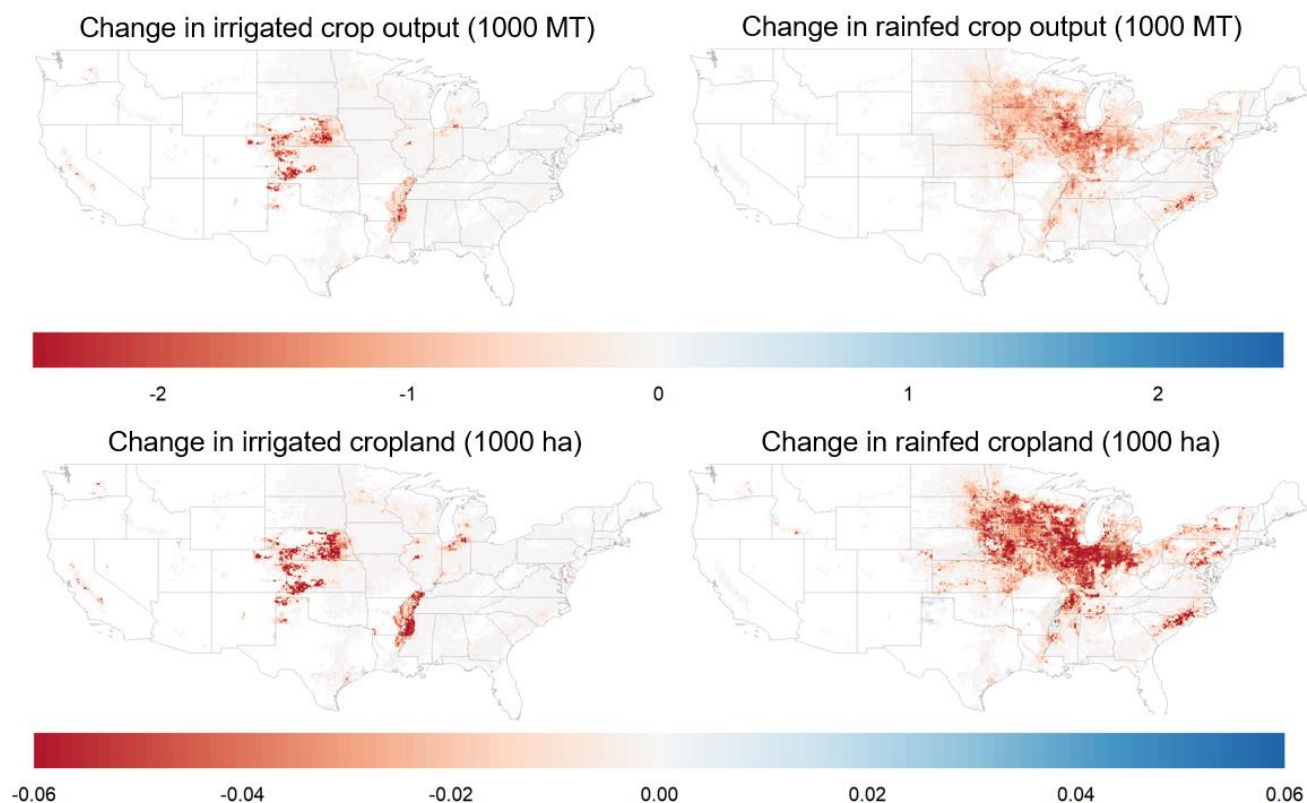 Change in irrigated crop output (1000 MT)
Change in rainfed crop output (1000 MT)
-2 -1 0 1 2
Change in irrigated cropland (1000 ha)
Change in rainfed cropland (1000 ha)
-0.06 -0.04 -0.02 0.00 0.02 0.04 0.06